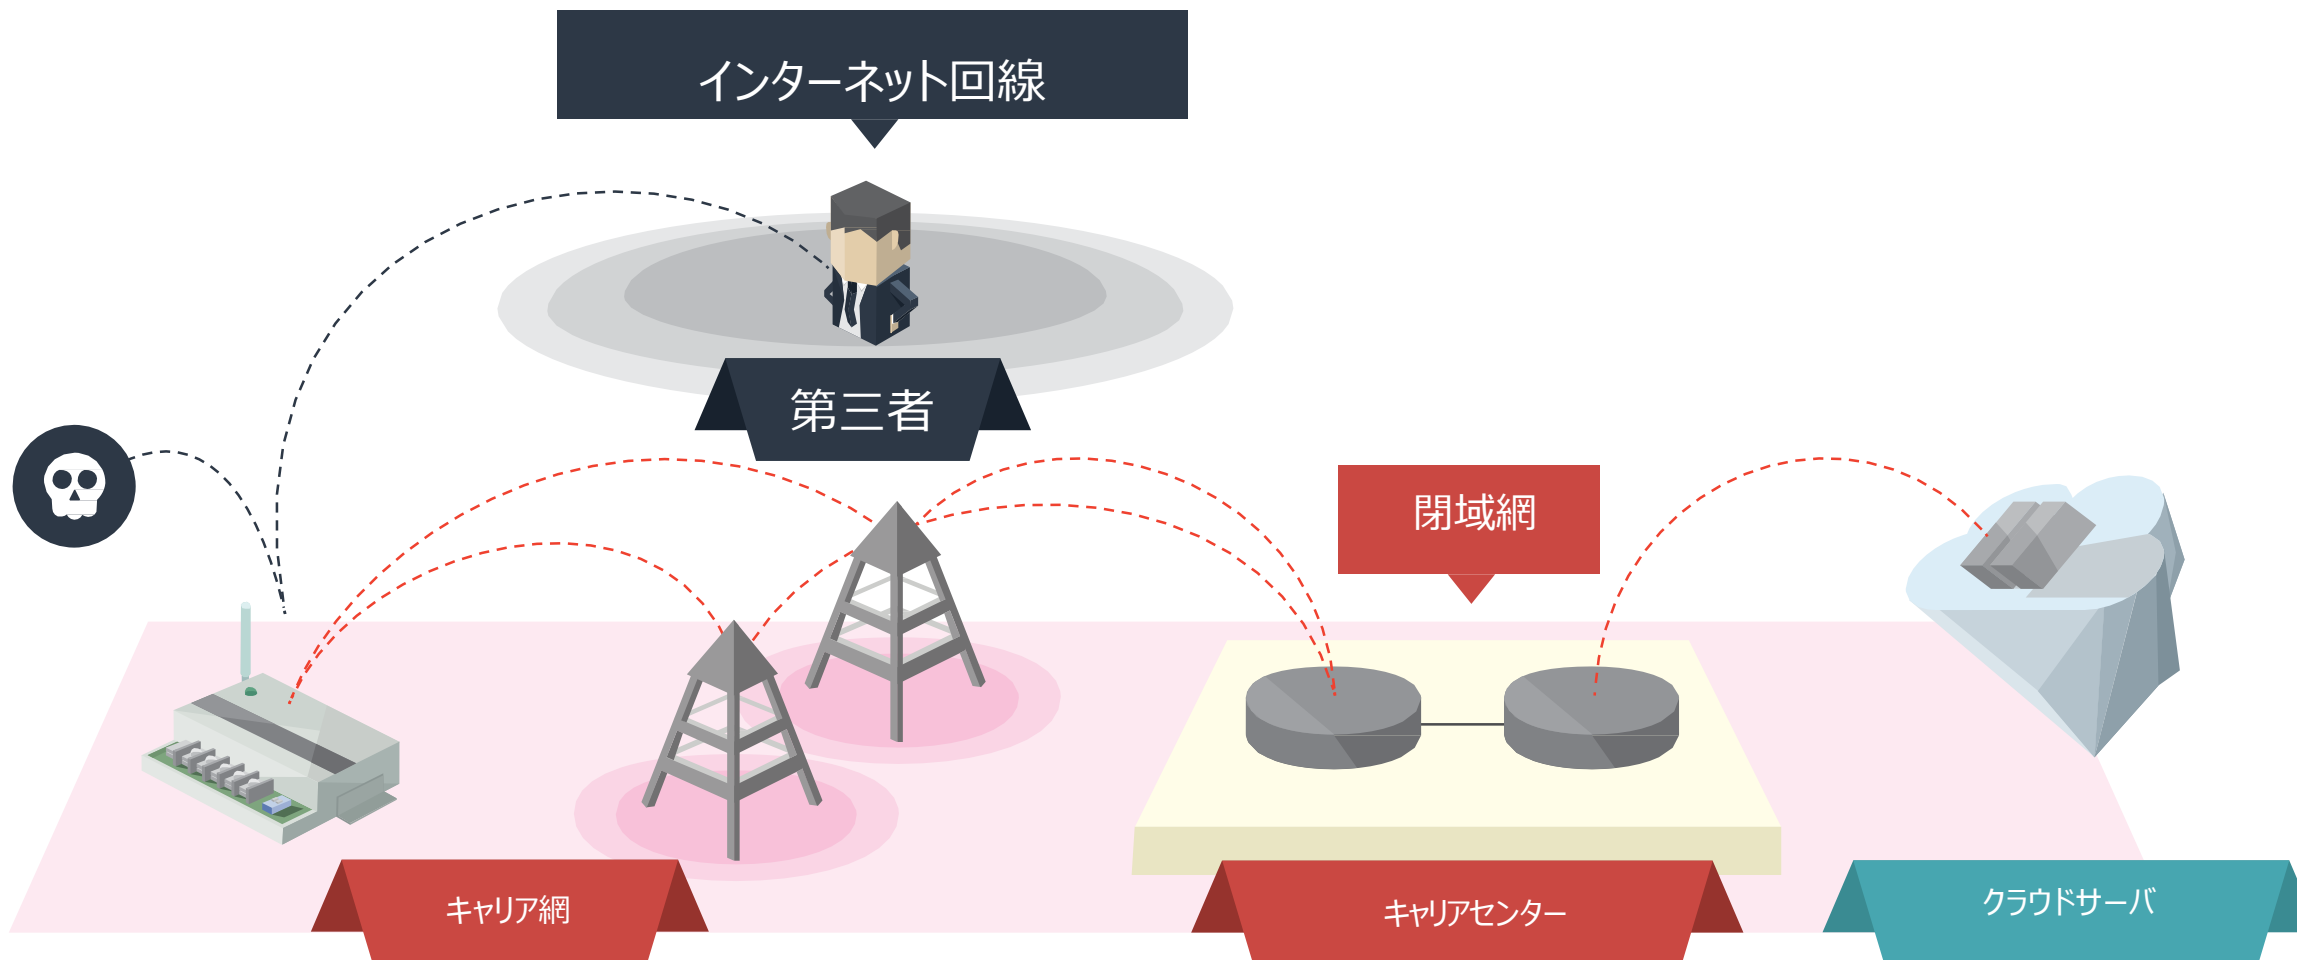 インターネット回線
第三者
閉域網
キャリア網
キャリアセンター
クラウドサーバ